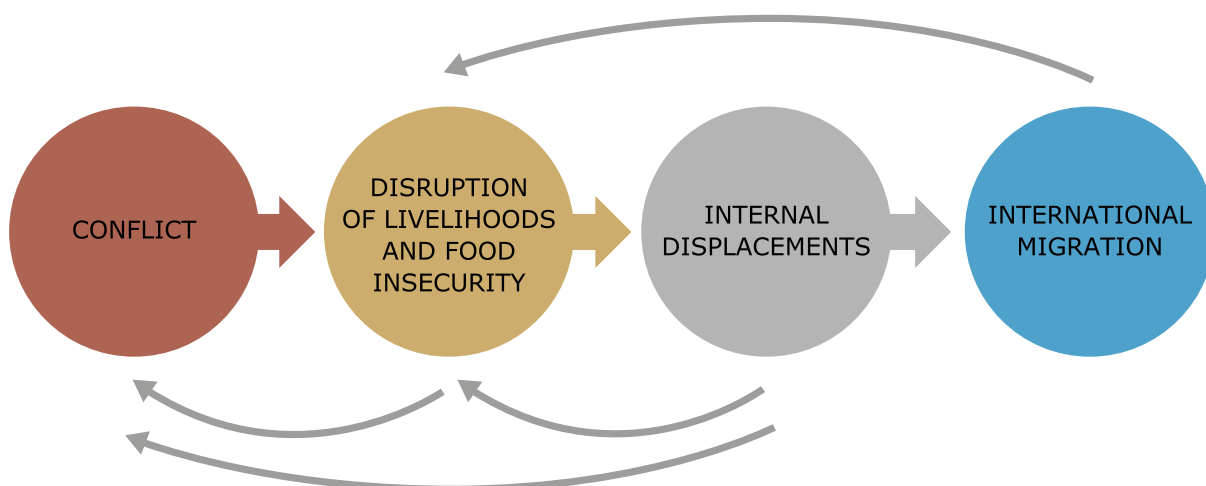 CONFLICT
DISRUPTION
OF LIVELIHOODS
AND FOOD
INSECURITY
INTERNAL
DISPLACEMENTS
INTERNATIONAL
MIGRATION